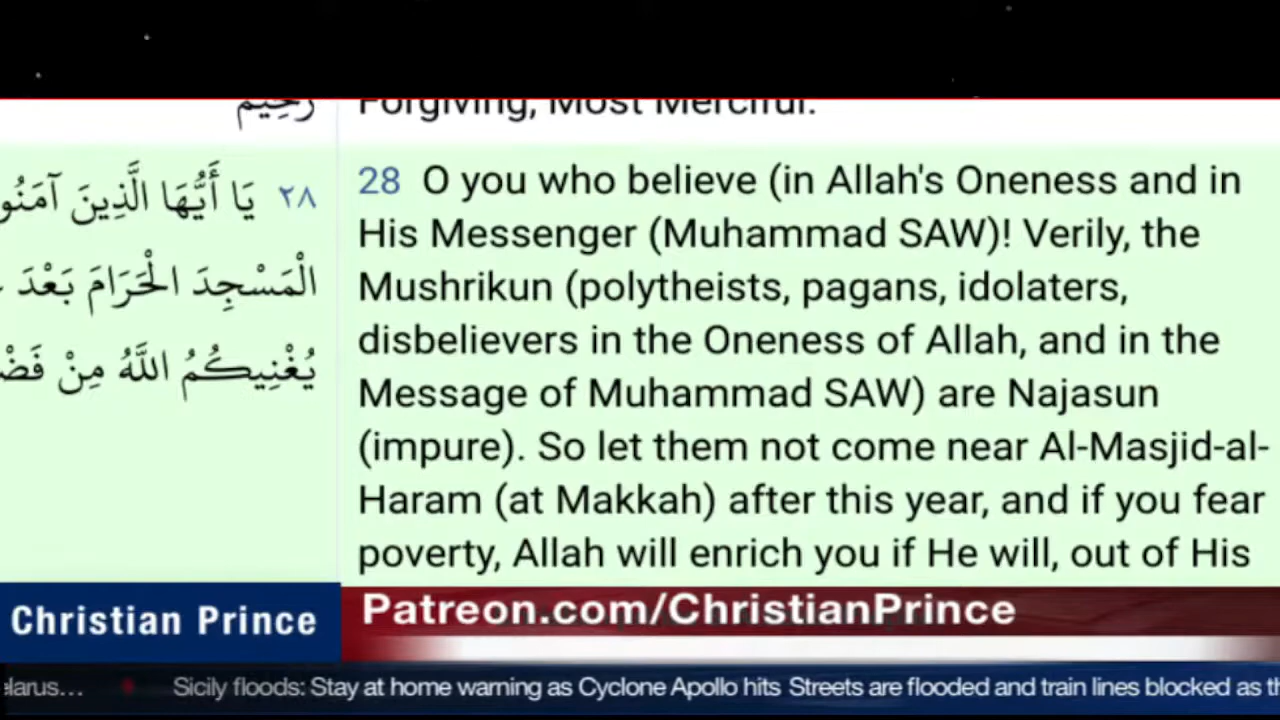 رَحِيمٌ
Forgiving, Most Merciful.
٢٨ يَا أَيُّهَا الَّذِينَ آمَنُو
الْمَسْجِدَ الْحَرَامَ بَعْدَ
يُغْنِيكُمُ اللَّهُ مِنْ فَضْ
28 O you who believe (in Allah's Oneness and in
His Messenger (Muhammad SAW)! Verily, the
Mushrikun (polytheists, pagans, idolaters,
disbelievers in the Oneness of Allah, and in the
Message of Muhammad SAW) are Najasun
(impure). So let them not come near Al-Masjid-al-
Haram (at Makkah) after this year, and if you fear
poverty, Allah will enrich you if He will, out of His
Christian Prince
Patreon.com/ChristianPrince
elarus... Sicily floods: Stay at home warning as Cyclone Apollo hits Streets are flooded and train lines blocked as th